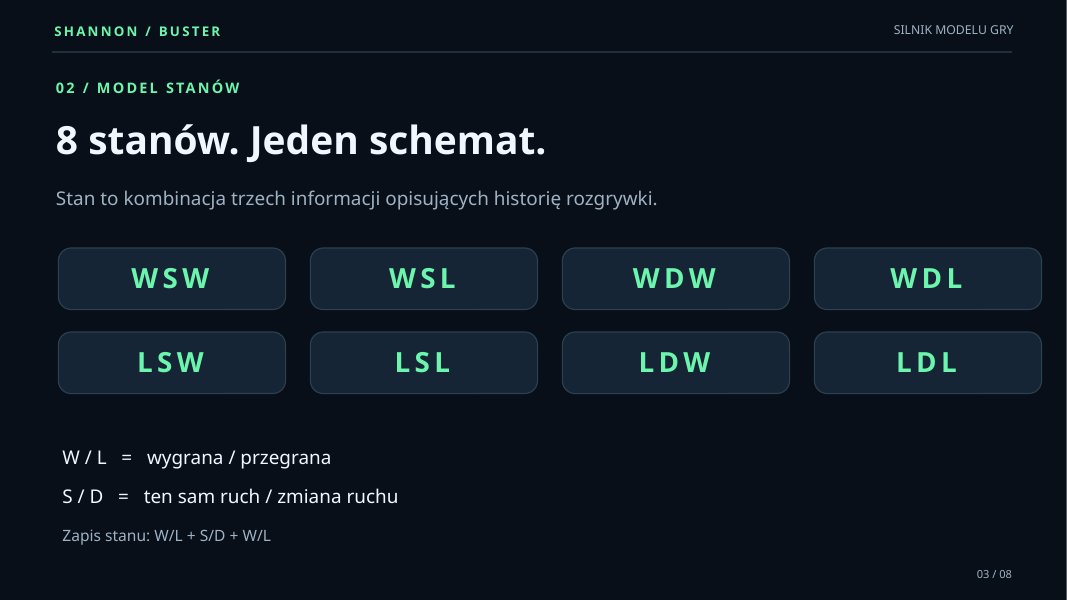 SHANNON / BUSTER
SILNIK MODELU GRY
02 / MODEL STANÓW
8 stanów. Jeden schemat.
Stan to kombinacja trzech informacji opisujących historię rozgrywki.
WSW WSL WDW WDL
LSW LSL LDW LDL
W / L = wygrana / przegrana
S / D = ten sam ruch / zmiana ruchu
Zapis stanu: W/L + S/D + W/L
03 / 08